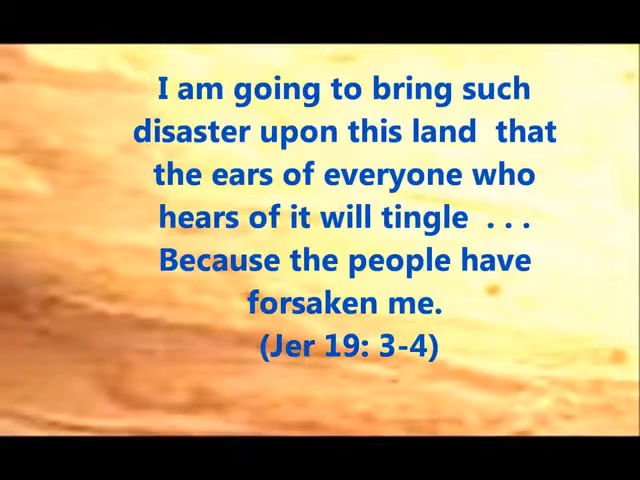 I am going to bring such
disaster upon this land  that
the ears of everyone who
hears of it will tingle  . . .
Because the people have
forsaken me.
(Jer 19: 3-4)